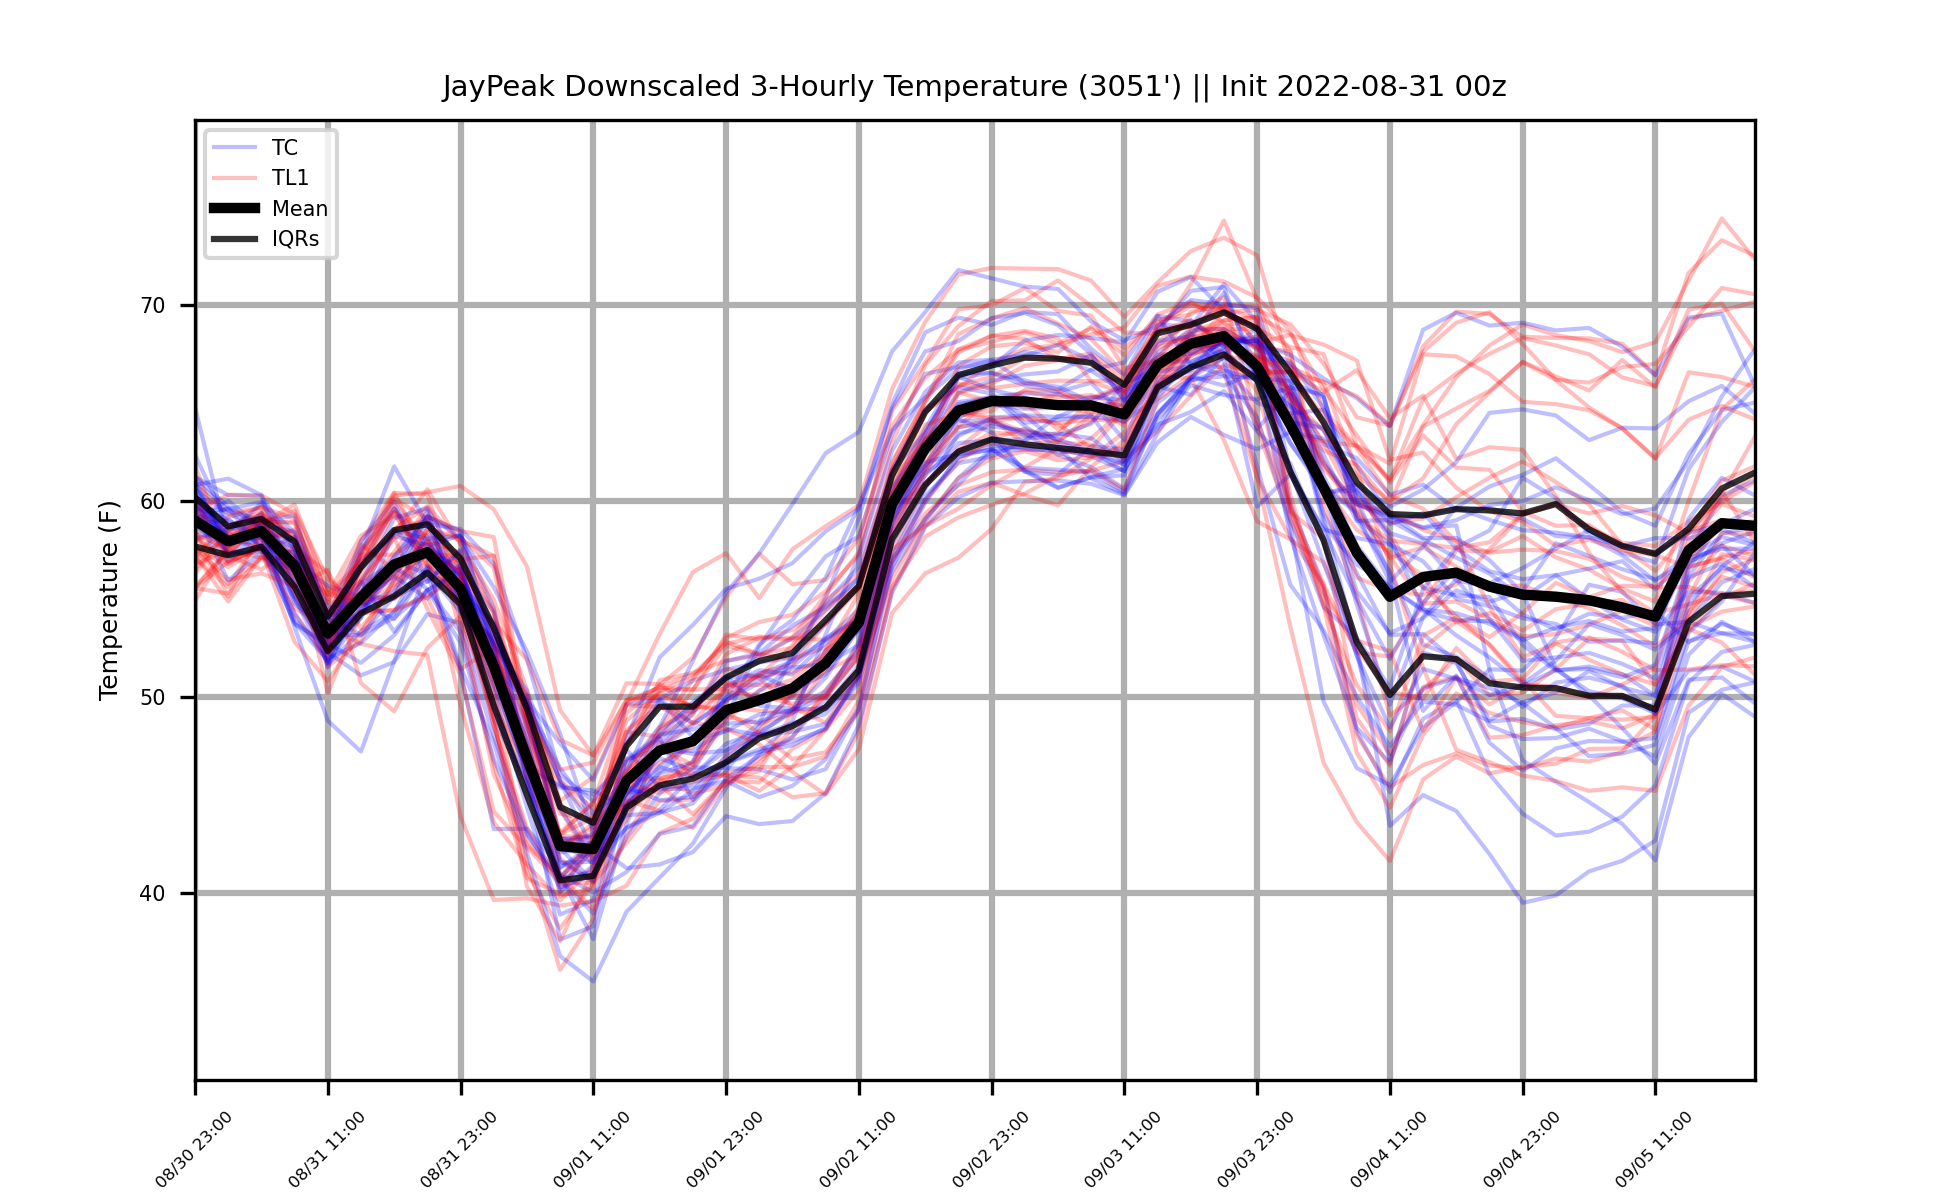 JayPeak Downscaled 3-Hourly Temperature (3051') || Init 2022-08-31 00z
TC
TL1
Mean
IQRs
Temperature (F)
70
60
50
40
08/30 23:00
08/31 11:00
08/31 23:00
09/01 11:00
09/01 23:00
09/02 11:00
09/02 23:00
09/03 11:00
09/03 23:00
09/04 11:00
09/04 23:00
09/05 11:00